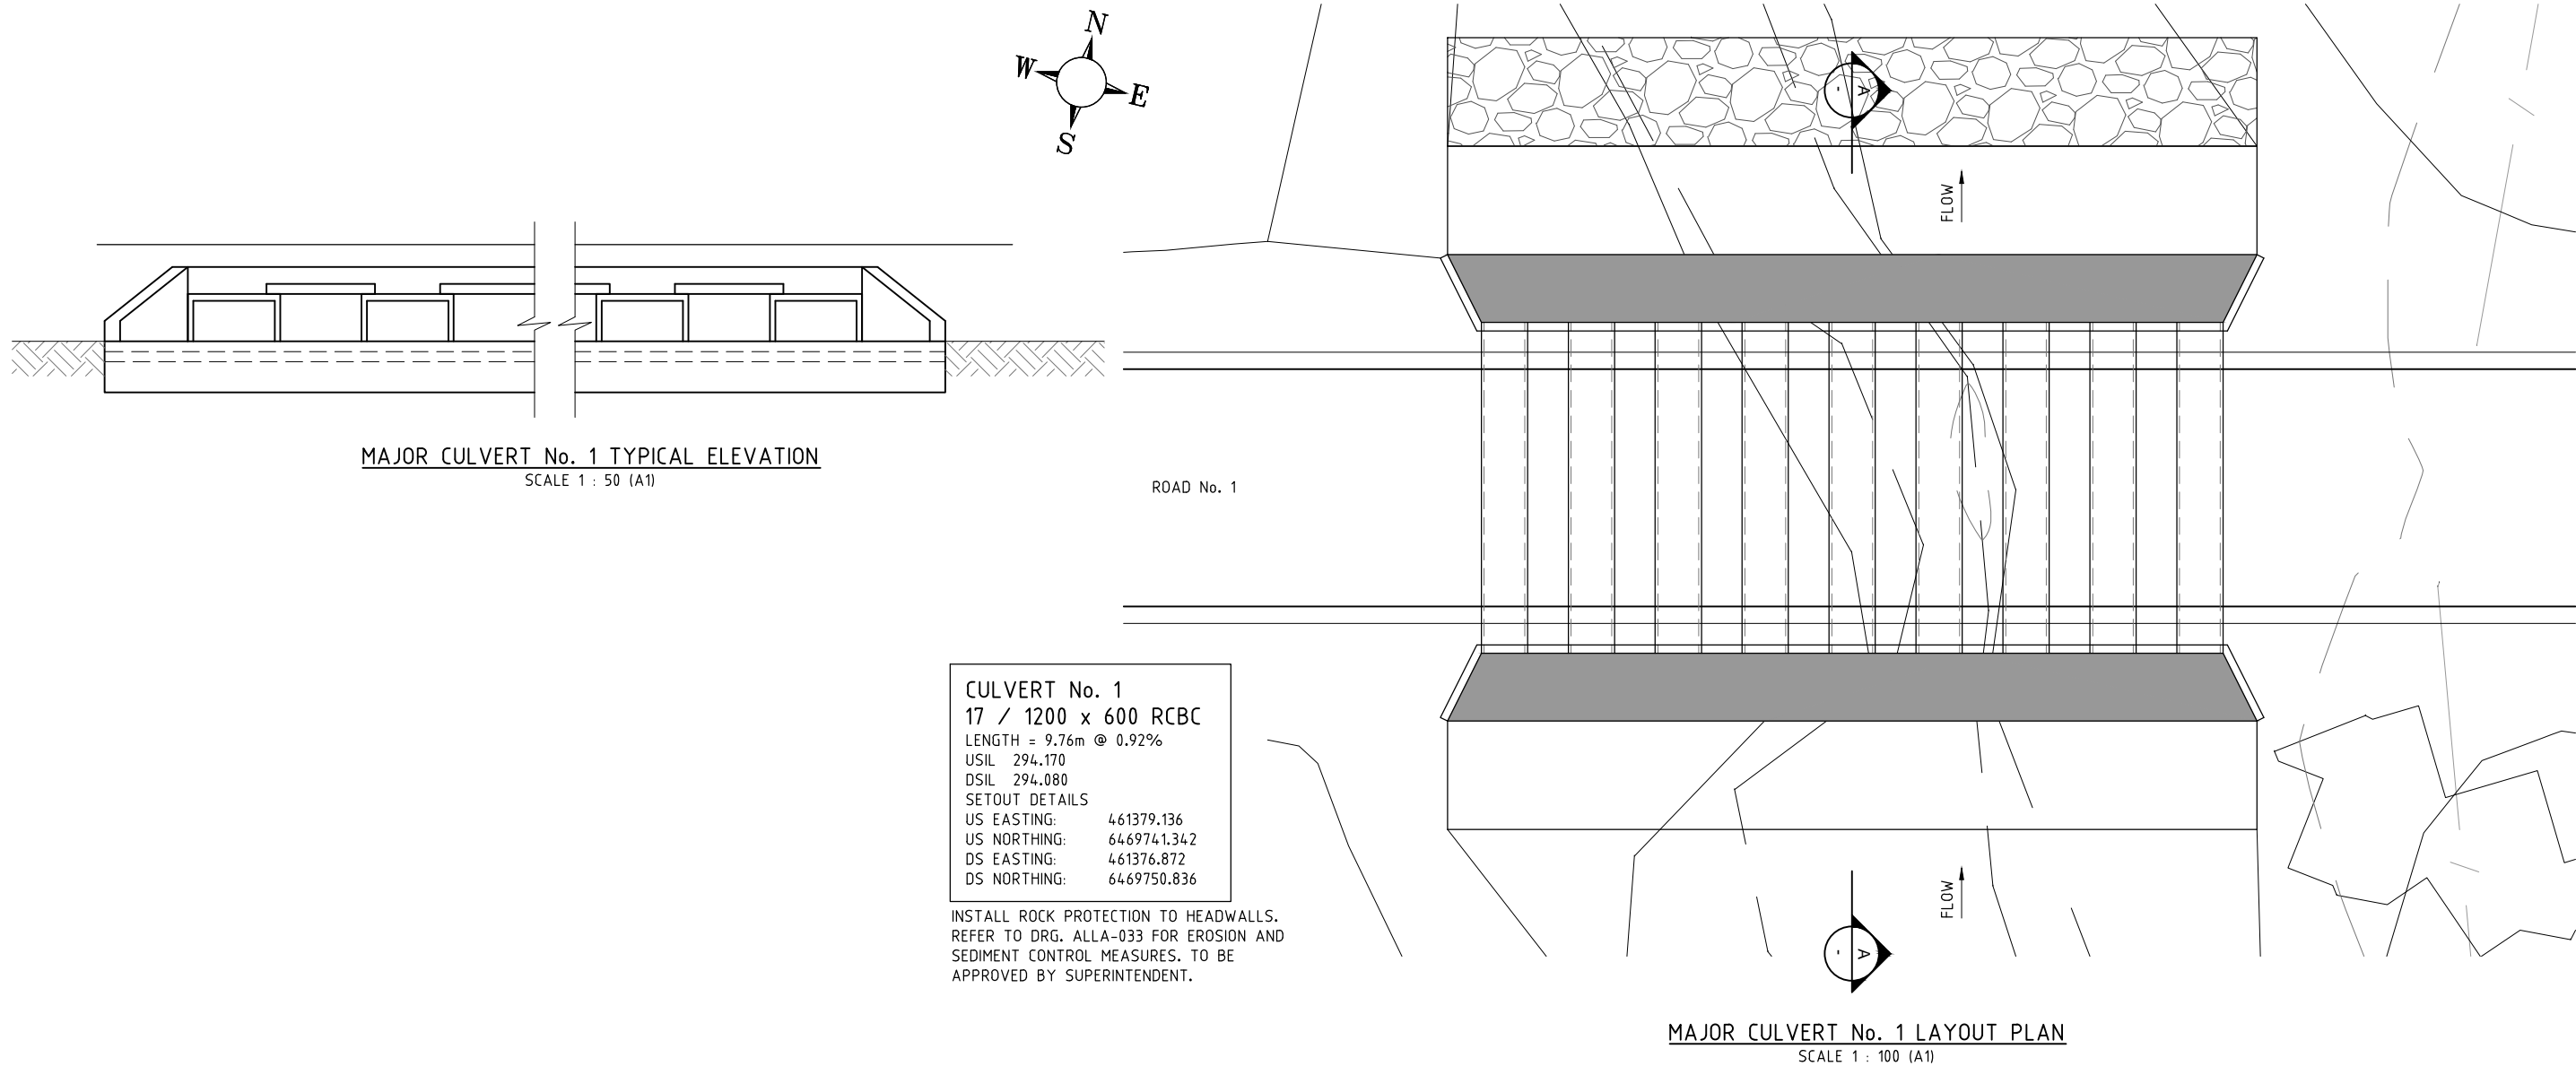 N
W
E
S
MAJOR CULVERT No. 1 TYPICAL ELEVATION
SCALE 1 : 50 (A1)
A
-
FLOW
ROAD No. 1
CULVERT No. 1
17 / 1200 x 600 RCBC
LENGTH = 9.76m @ 0.92%
USIL 294.170
DSIL 294.080
SETOUT DETAILS
US EASTING: 461379.136
US NORTHING: 6469741.342
DS EASTING: 461376.872
DS NORTHING: 6469750.836
INSTALL ROCK PROTECTION TO HEADWALLS.
REFER TO DRG. ALLA-033 FOR EROSION AND
SEDIMENT CONTROL MEASURES. TO BE
APPROVED BY SUPERINTENDENT.
FLOW
A
-
MAJOR CULVERT No. 1 LAYOUT PLAN
SCALE 1 : 100 (A1)